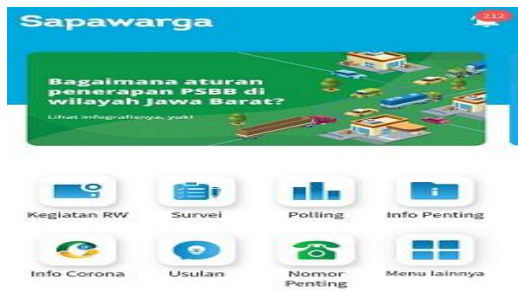 Sapawarga
212
Bagaimana aturan
penerapan PSBB di
wilayah Jawa Barat?
Lihat infografisnya, yuk!
Kegiatan RW
Survei
Polling
Info Penting
Info Corona
Usulan
Nomor
Penting
Menu lainnya